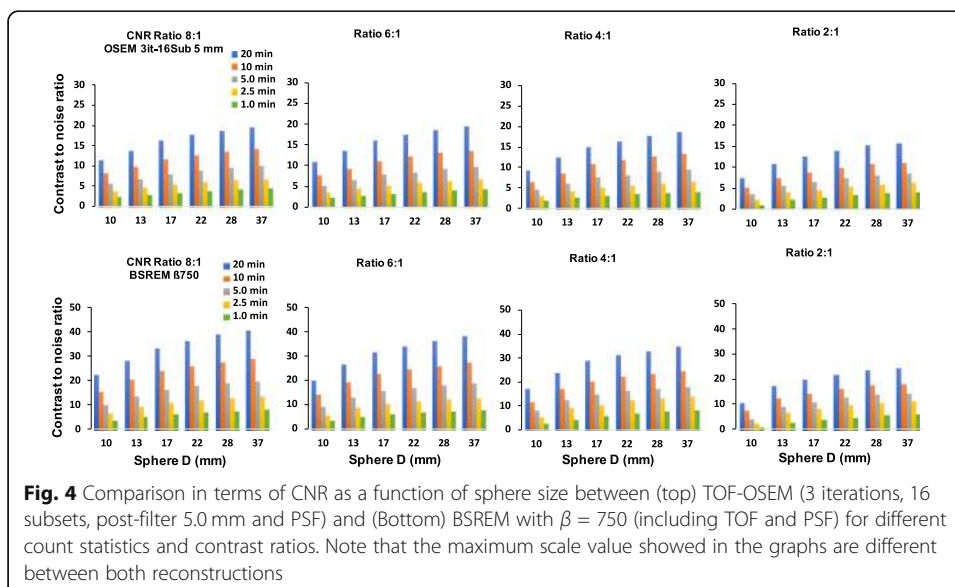 CNR Ratio 8:1
OSEM 3it-16Sub 5 mm
Ratio 6:1
Ratio 4:1
Ratio 2:1
20 min
10 min
5.0 min
2.5 min
1.0 min
Contrast to noise ratio
30
25
20
15
10
5
0
10 13 17 22 28 37
30
25
20
15
10
5
0
10 13 17 22 28 37
30
25
20
15
10
5
0
10 13 17 22 28 37
30
25
20
15
10
5
0
10 13 17 22 28 37
CNR Ratio 8:1
BSREM ß750
Ratio 6:1
Ratio 4:1
Ratio 2:1
20 min
10 min
5.0 min
2.5 min
1.0 min
Contrast to noise ratio
50
40
30
20
10
0
10 13 17 22 28 37
Sphere D (mm)
50
40
30
20
10
0
10 13 17 22 28 37
Sphere D (mm)
50
40
30
20
10
0
10 13 17 22 28 37
Sphere D (mm)
50
40
30
20
10
0
10 13 17 22 28 37
Sphere D (mm)
Fig. 4 Comparison in terms of CNR as a function of sphere size between (top) TOF-OSEM (3 iterations, 16
subsets, post-filter 5.0 mm and PSF) and (Bottom) BSREM with β = 750 (including TOF and PSF) for different
count statistics and contrast ratios. Note that the maximum scale value showed in the graphs are different
between both reconstructions